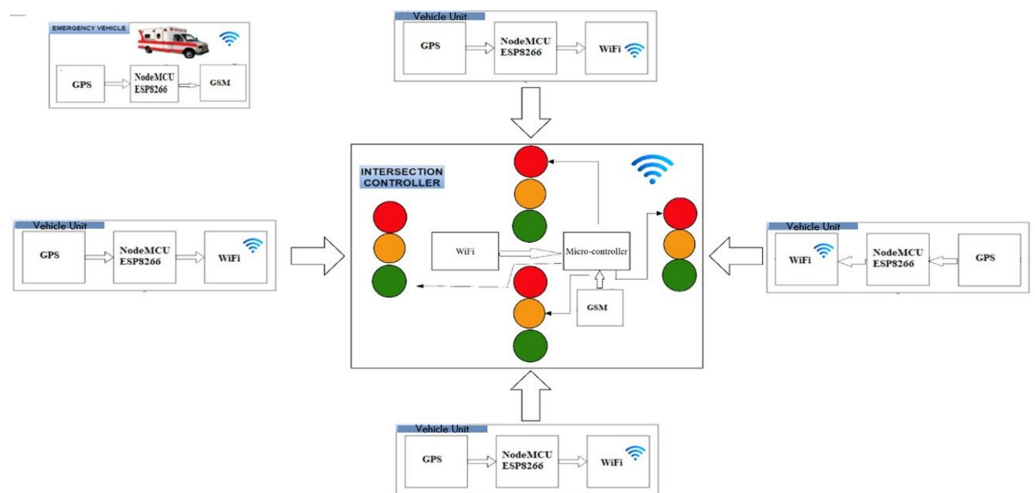 EMERGENCY VEHICLE
GPS
NodeMCU
ESP8266
GSM
Vehicle Unit
GPS
NodeMCU
ESP8266
WiFi
INTERSECTION
CONTROLLER
WiFi
Micro-controller
GSM
Vehicle Unit
GPS
NodeMCU
ESP8266
WiFi
Vehicle Unit
WiFi
NodeMCU
ESP8266
GPS
Vehicle Unit
GPS
NodeMCU
ESP8266
WiFi